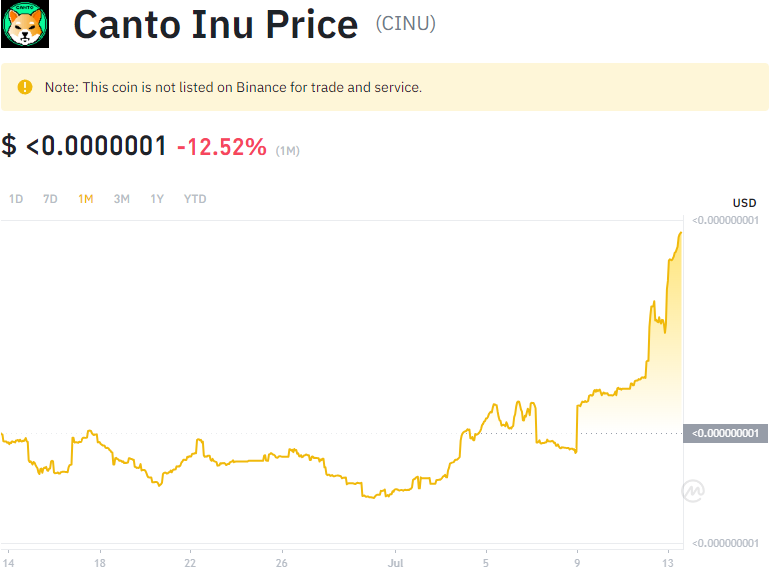 CANTO
Canto Inu Price (CINU)
Note: This coin is not listed on Binance for trade and service.
$ <0.0000001 -12.52% (1M)
1D 7D 1M 3M 1Y YTD
USD
<0.000000001
<0.000000001
<0.000000001
14 18 22 26 Jul 5 9 13